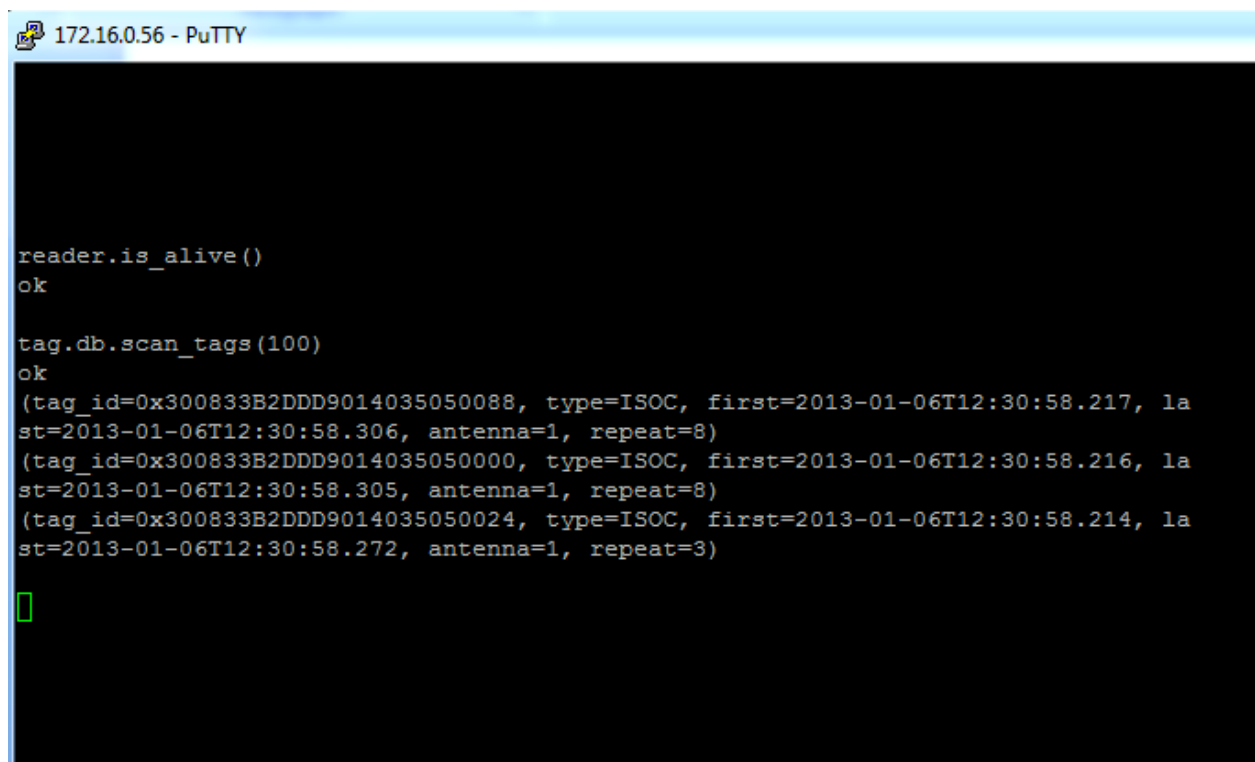 172.16.0.56 - PuTTY
reader.is_alive()
ok
tag.db.scan_tags(100)
ok
(tag_id=0x300833B2DDD9014035050088, type=ISOC, first=2013-01-06T12:30:58.217, la
st=2013-01-06T12:30:58.306, antenna=1, repeat=8)
(tag_id=0x300833B2DDD9014035050000, type=ISOC, first=2013-01-06T12:30:58.216, la
st=2013-01-06T12:30:58.305, antenna=1, repeat=8)
(tag_id=0x300833B2DDD9014035050024, type=ISOC, first=2013-01-06T12:30:58.214, la
st=2013-01-06T12:30:58.272, antenna=1, repeat=3)